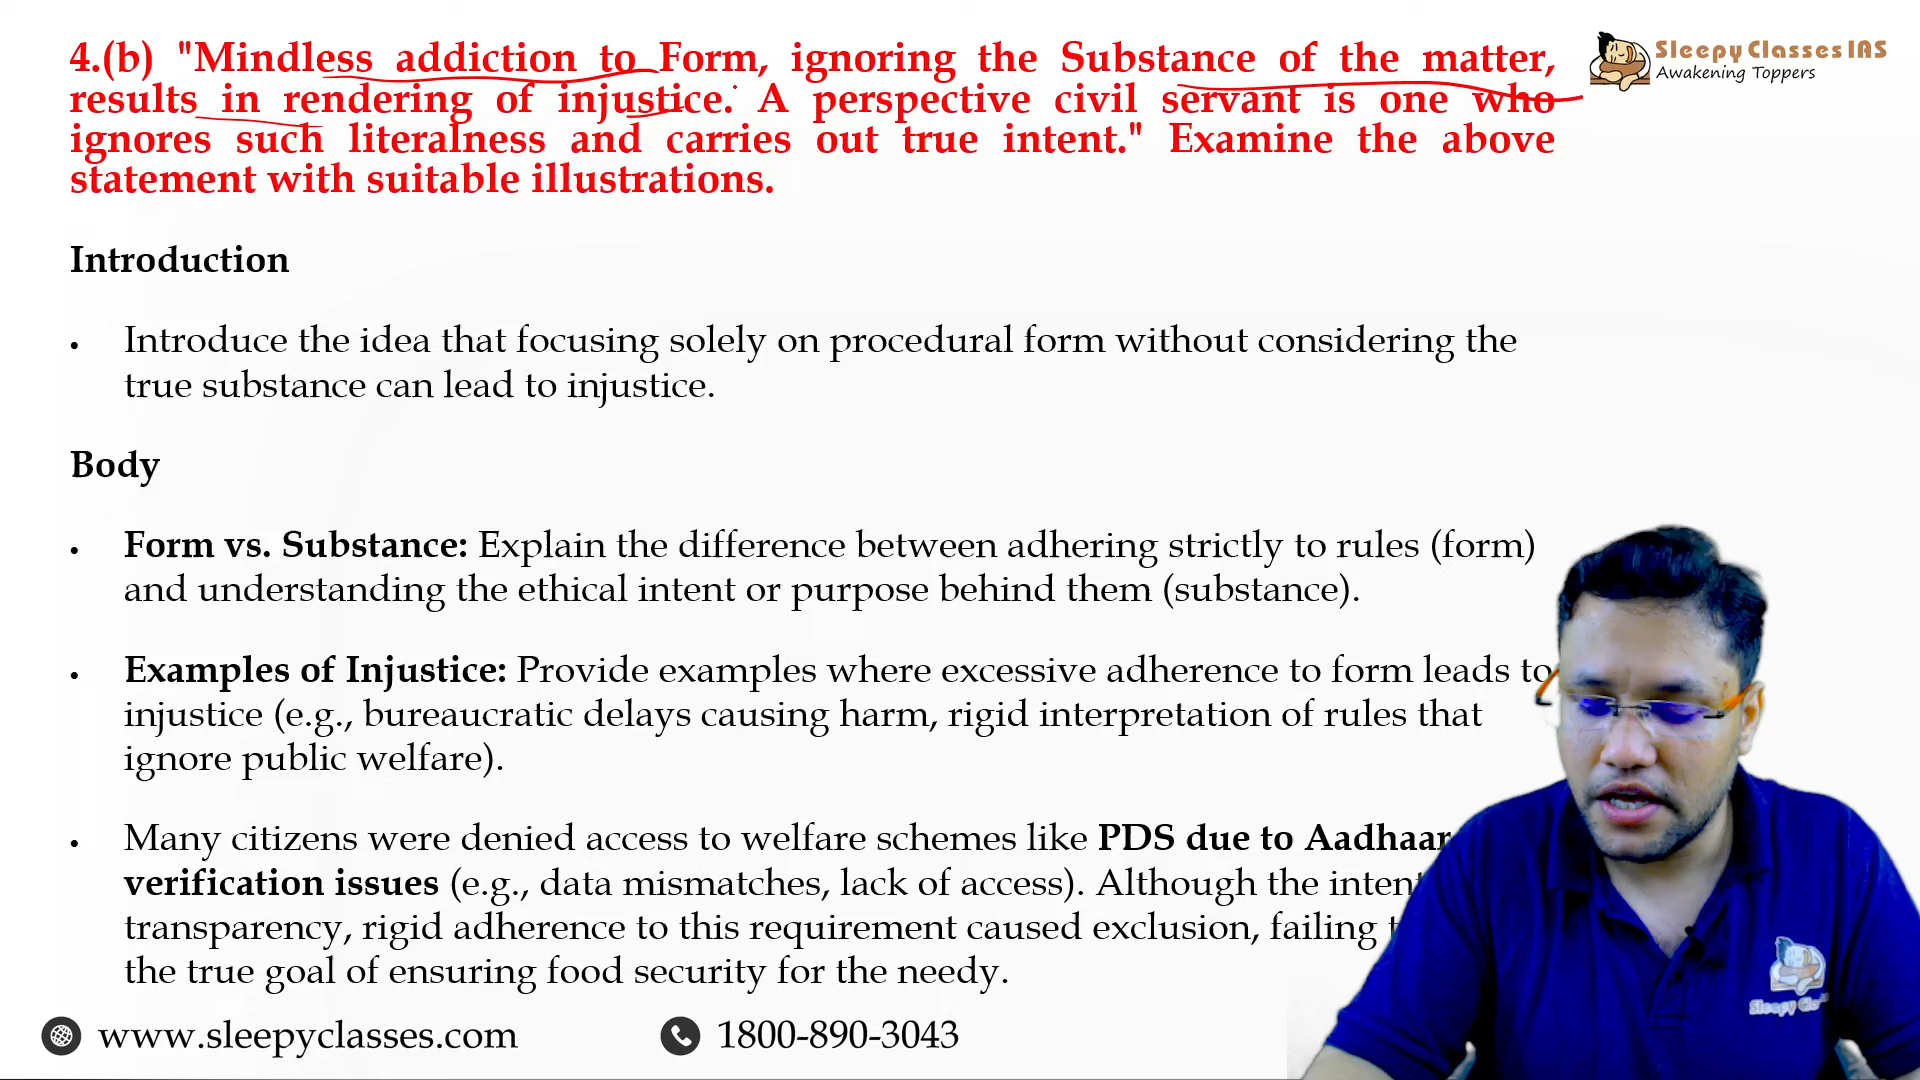 4.(b) "Mindless addiction to Form, ignoring the Substance of the matter,
results in rendering of injustice. A perspective civil servant is one who
ignores such literalness and carries out true intent." Examine the above
statement with suitable illustrations.
Sleepy Classes IAS
Awakening Toppers
Introduction
• Introduce the idea that focusing solely on procedural form without considering the
true substance can lead to injustice.
Body
• Form vs. Substance: Explain the difference between adhering strictly to rules (form)
and understanding the ethical intent or purpose behind them (substance).
• Examples of Injustice: Provide examples where excessive adherence to form leads to
injustice (e.g., bureaucratic delays causing harm, rigid interpretation of rules that
ignore public welfare).
• Many citizens were denied access to welfare schemes like PDS due to Aadhaar
verification issues (e.g., data mismatches, lack of access). Although the intent
transparency, rigid adherence to this requirement caused exclusion, failing
the true goal of ensuring food security for the needy.
www.sleepyclasses.com
1800-890-3043
Sleepy